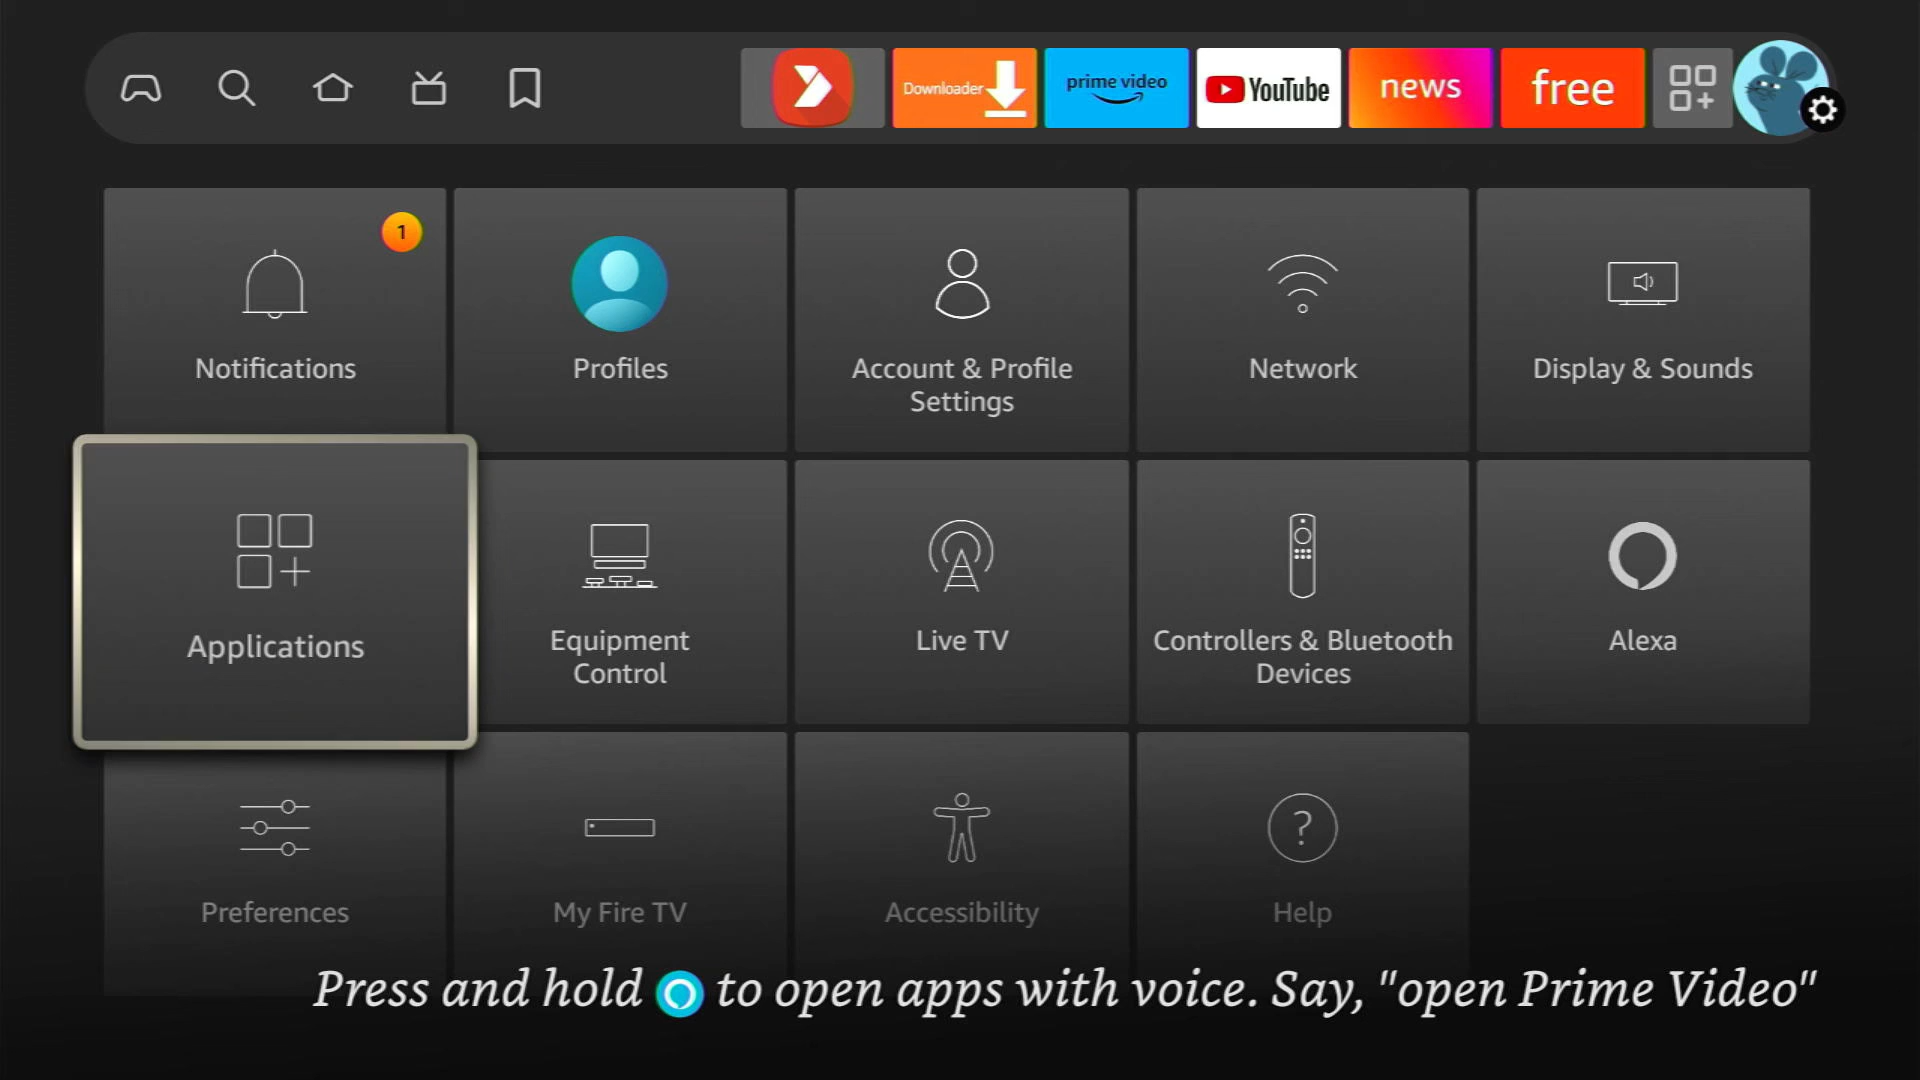 Downloader
prime video
YouTube
news
free
1
Notifications
Profiles
Account & Profile
Settings
Network
Display & Sounds
Applications
Equipment
Control
Live TV
Controllers & Bluetooth
Devices
Alexa
Preferences
My Fire TV
Accessibility
?
Help
Press and hold to open apps with voice. Say, "open Prime Video"